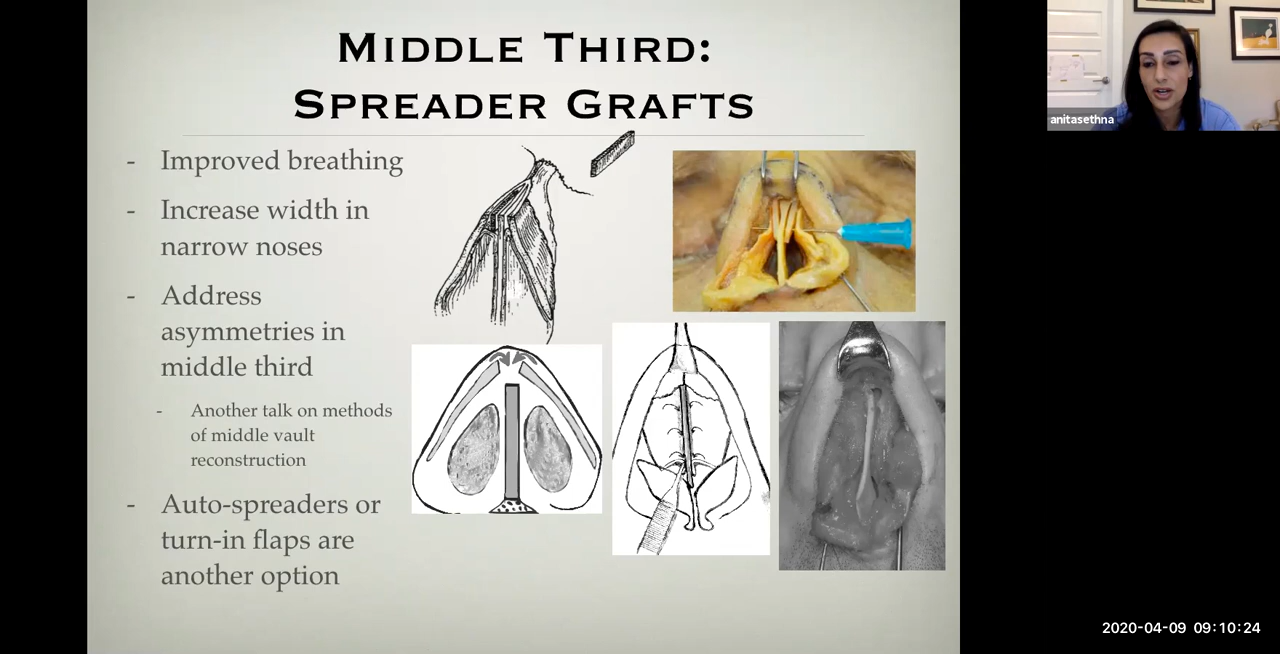 MIDDLE THIRD:
SPREADER GRAFTS
- Improved breathing
- Increase width in
narrow noses
- Address
asymmetries in
middle third
- Another talk on methods
of middle vault
reconstruction
- Auto-spreaders or
turn-in flaps are
another option
anitasethna
2020-04-09 09:10:24